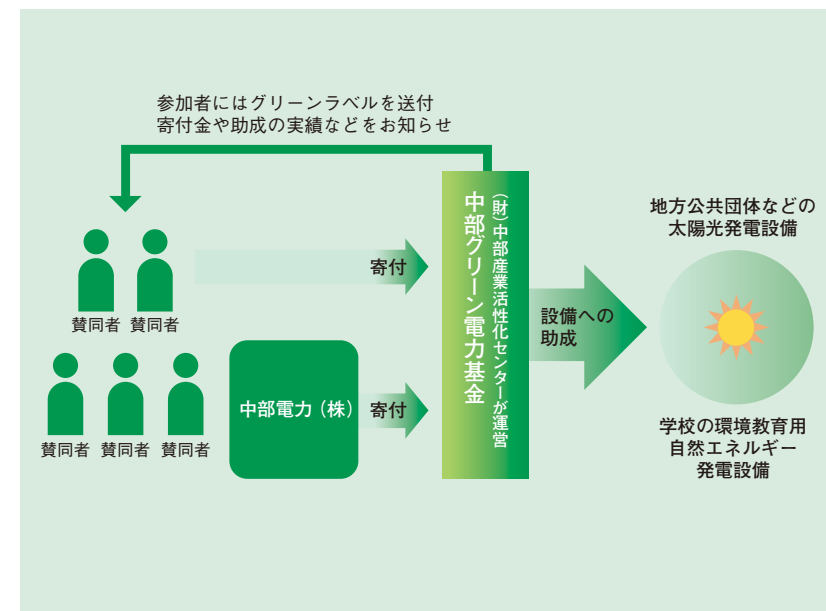 参加者にはグリーンラベルを送付
寄付金や助成の実績などをお知らせ
賛同者 賛同者
賛同者 賛同者 賛同者
中部電力（株）
寄付
寄付
中部グリーン電力基金
（財）中部産業活性化センターが運営
設備への
助成
地方公共団体などの
太陽光発電設備
学校の環境教育用
自然エネルギー
発電設備